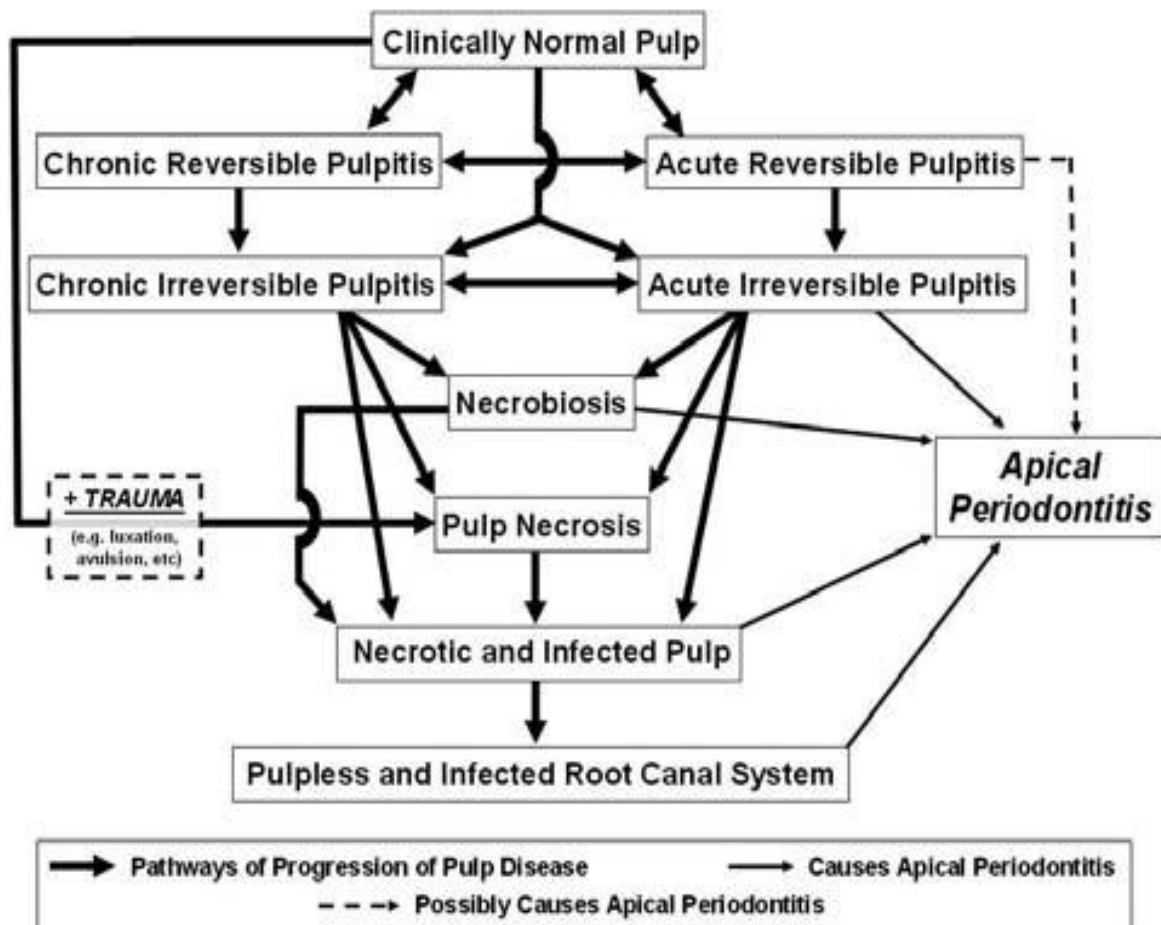 Clinically Normal Pulp
Chronic Reversible Pulpitis
Acute Reversible Pulpitis
Chronic Irreversible Pulpitis
Acute Irreversible Pulpitis
Necrobiosis
Apical
Periodontitis
+ TRAUMA
(e.g. luxation,
avulsion, etc)
Pulp Necrosis
Necrotic and Infected Pulp
Pulpless and Infected Root Canal System
Pathways of Progression of Pulp Disease
Causes Apical Periodontitis
Possibly Causes Apical Periodontitis